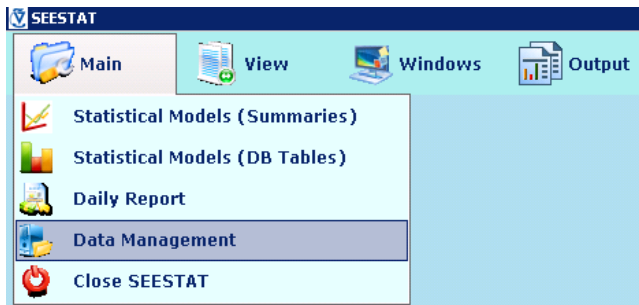 SEESTAT
Main View Windows Output
Statistical Models (Summaries)
Statistical Models (DB Tables)
Daily Report
Data Management
Close SEESTAT